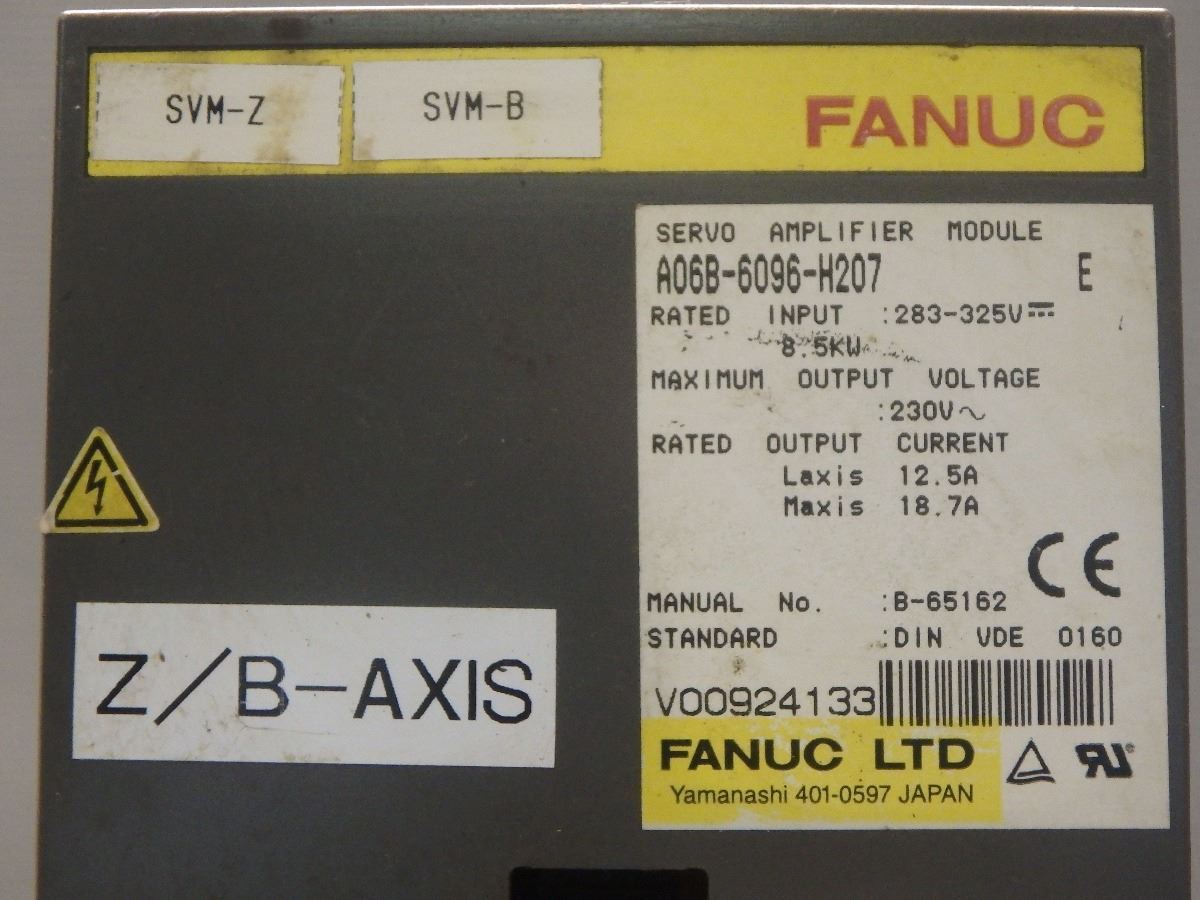 SVM-Z
SVM-B
FANUC
SERVO AMPLIFIER MODULE
A06B-6096-H207 E
RATED INPUT :283-325V⎓
8.5KW
MAXIMUM OUTPUT VOLTAGE
:230V~
RATED OUTPUT CURRENT
Laxis 12.5A
Maxis 18.7A
CE
MANUAL No. :B-65162
STANDARD :DIN VDE 0160
V00924133
FANUC LTD
Yamanashi 401-0597 JAPAN
Z/B-AXIS